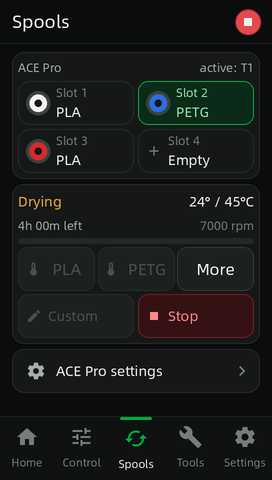 Spools
ACE Pro active: T1
Slot 1
PLA
Slot 2
PETG
Slot 3
PLA
Slot 4
Empty
Drying 24° / 45°C
4h 00m left 7000 rpm
PLA PETG More
Custom Stop
ACE Pro settings
Home Control Spools Tools Settings